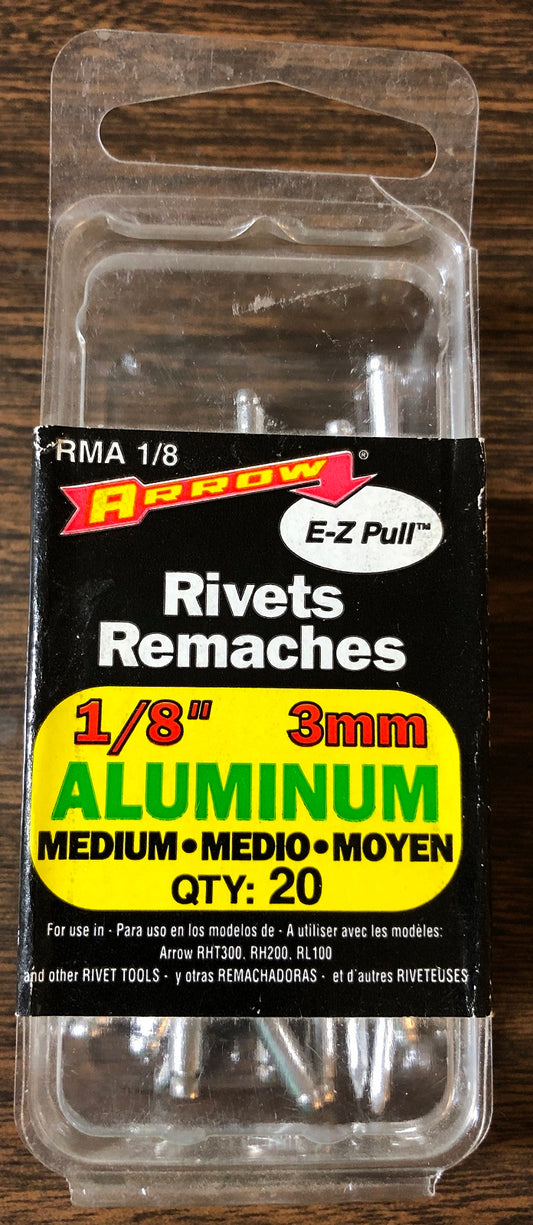 RMA 1/8
ARROW®
E-Z Pull™
Rivets
Remaches
1/8" 3mm
ALUMINUM
MEDIUM•MEDIO•MOYEN
QTY: 20
For use in - Para uso en los modelos de - A utiliser avec les modèles:
Arrow RHT300, RH200, RL100
and other RIVET TOOLS - y otras REMACHADORAS - et d'autres RIVETEUSES